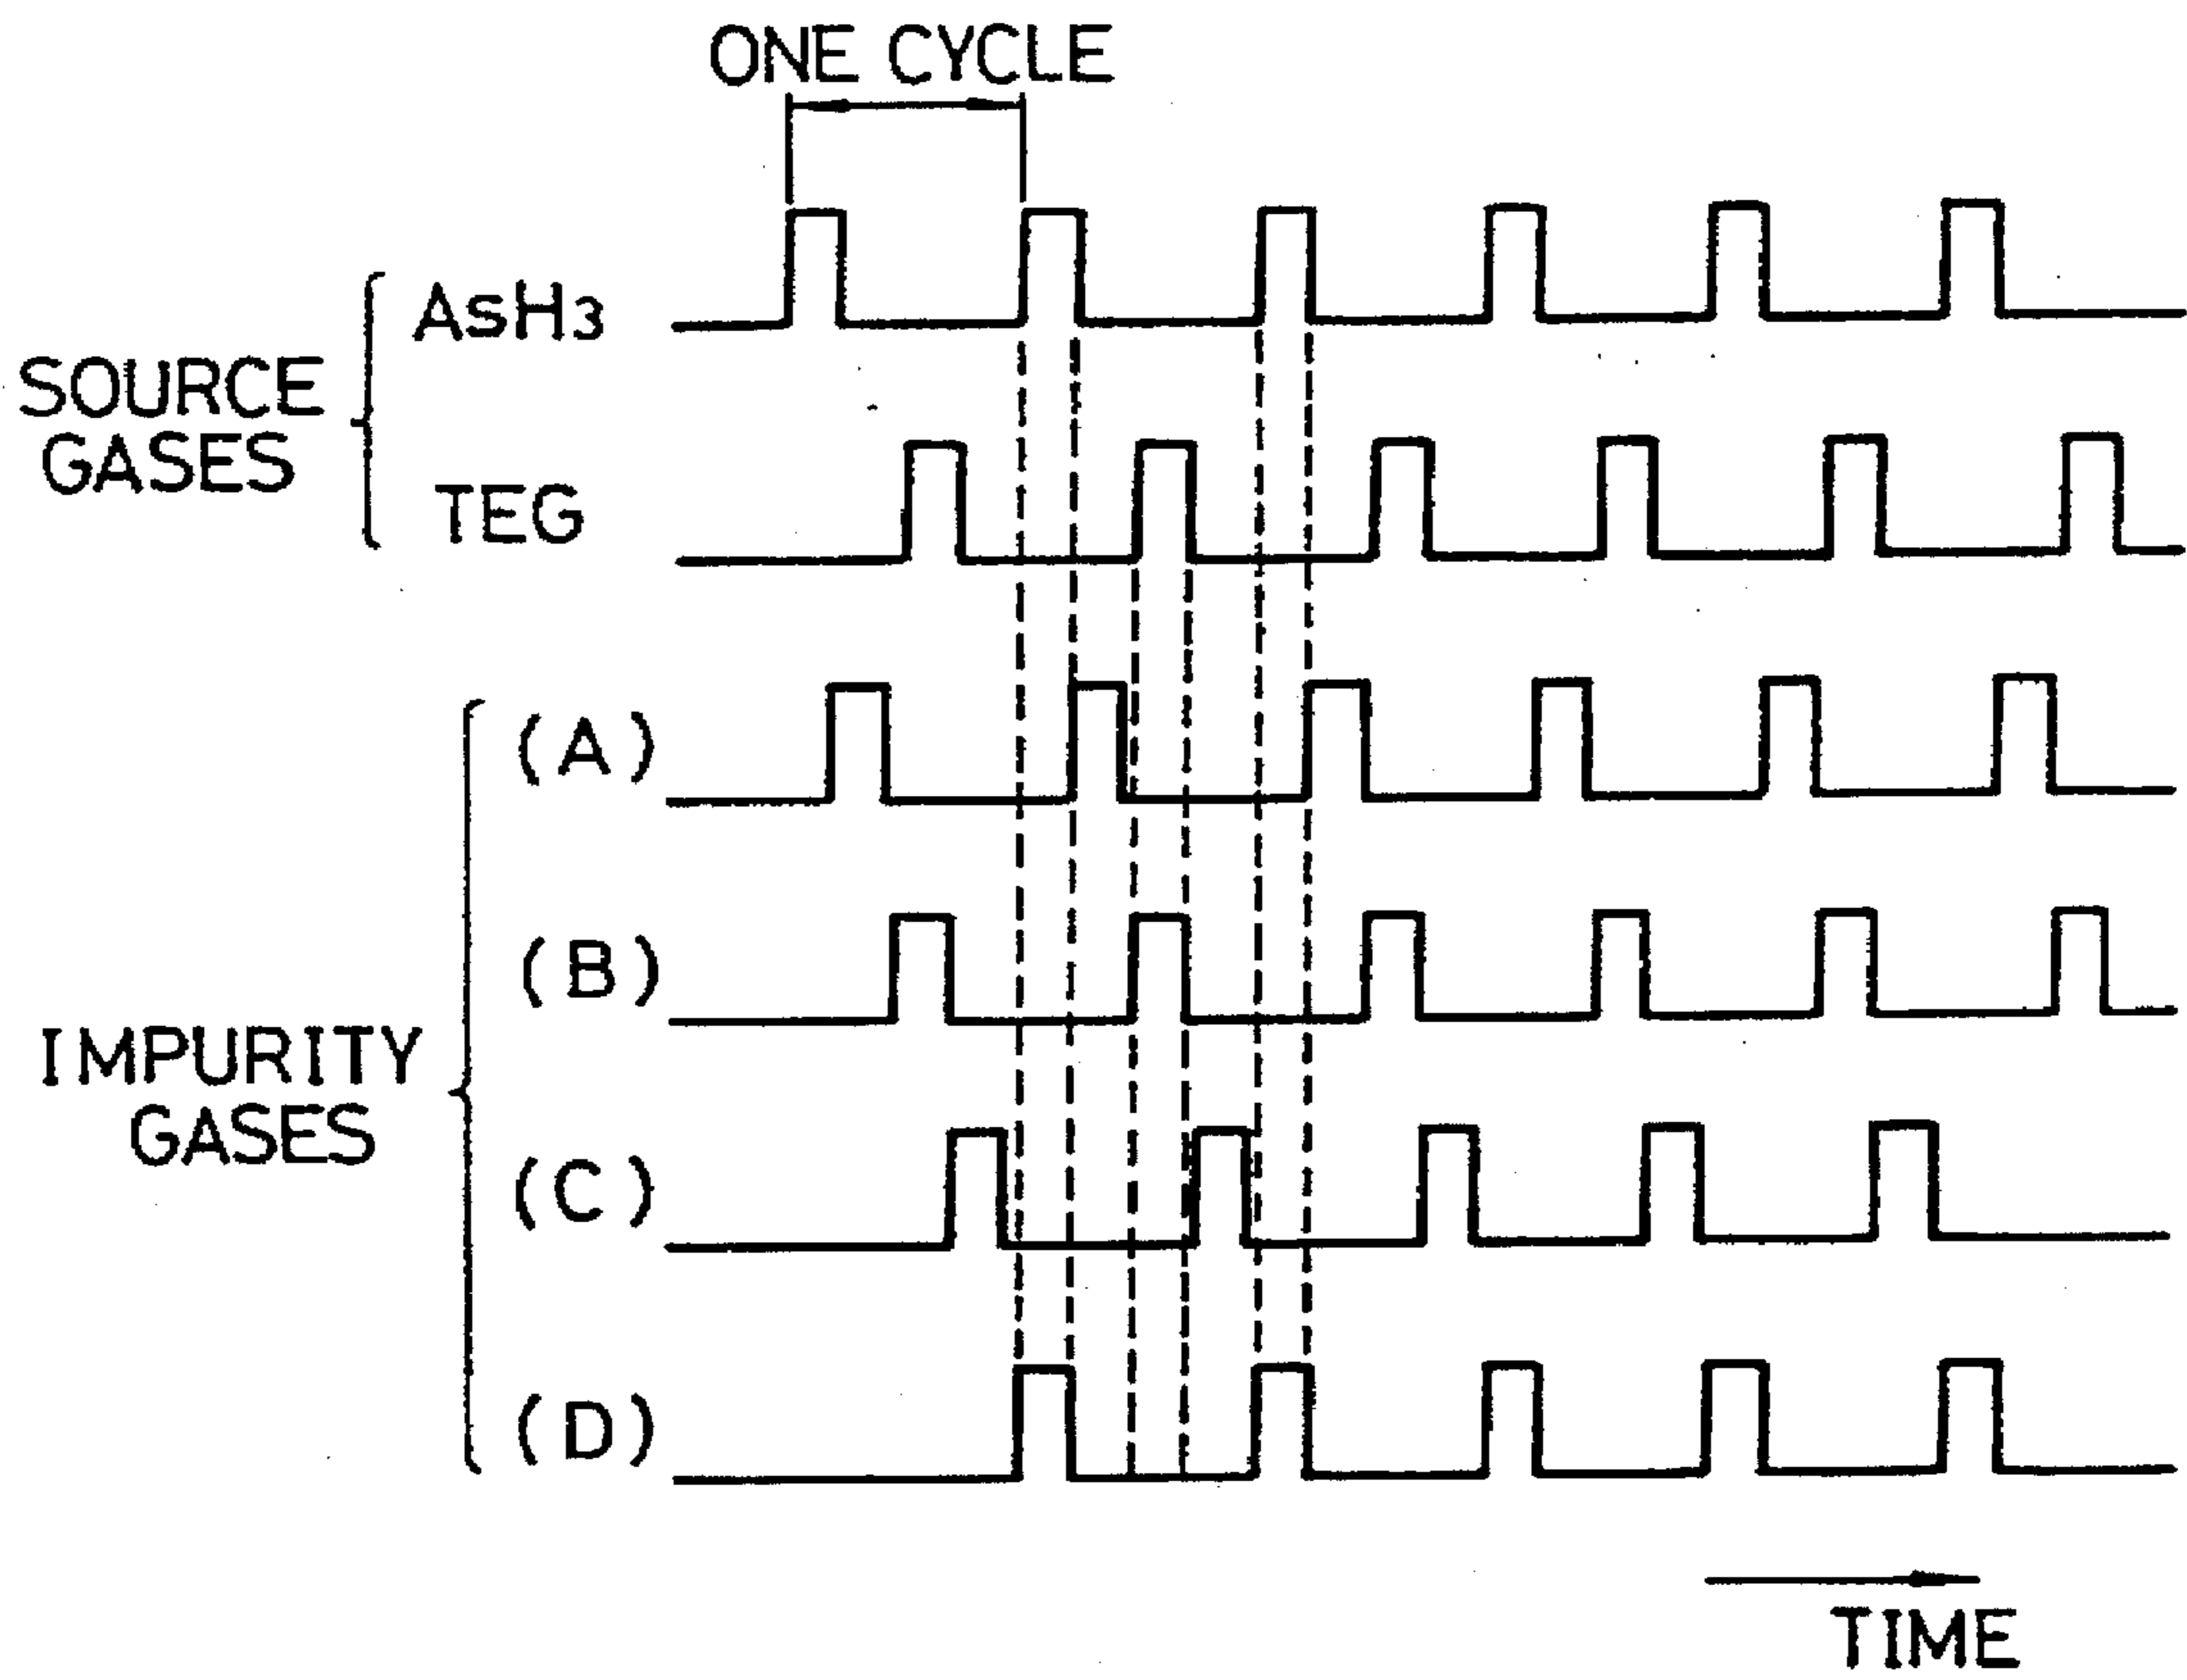 ONE CYCLE
SOURCE
GASES
AsH3
TEG
IMPURITY
GASES
(A)
(B)
(C)
(D)
TIME